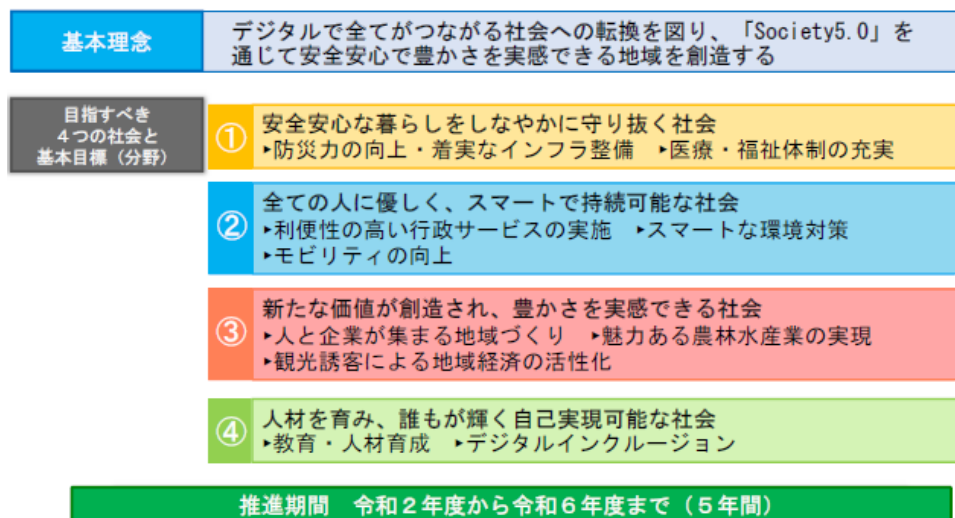 基本理念
デジタルで全てがつながる社会への転換を図り、「Society5.0」を
通じて安全安心で豊かさを実感できる地域を創造する
目指すべき
4つの社会と
基本目標（分野）
①
安全安心な暮らしをしなやかに守り抜く社会
▸防災力の向上・着実なインフラ整備　▸医療・福祉体制の充実
②
全ての人に優しく、スマートで持続可能な社会
▸利便性の高い行政サービスの実施　▸スマートな環境対策
▸モビリティの向上
③
新たな価値が創造され、豊かさを実感できる社会
▸人と企業が集まる地域づくり　▸魅力ある農林水産業の実現
▸観光誘客による地域経済の活性化
④
人材を育み、誰もが輝く自己実現可能な社会
▸教育・人材育成　▸デジタルインクルージョン
推進期間　令和２年度から令和６年度まで（５年間）